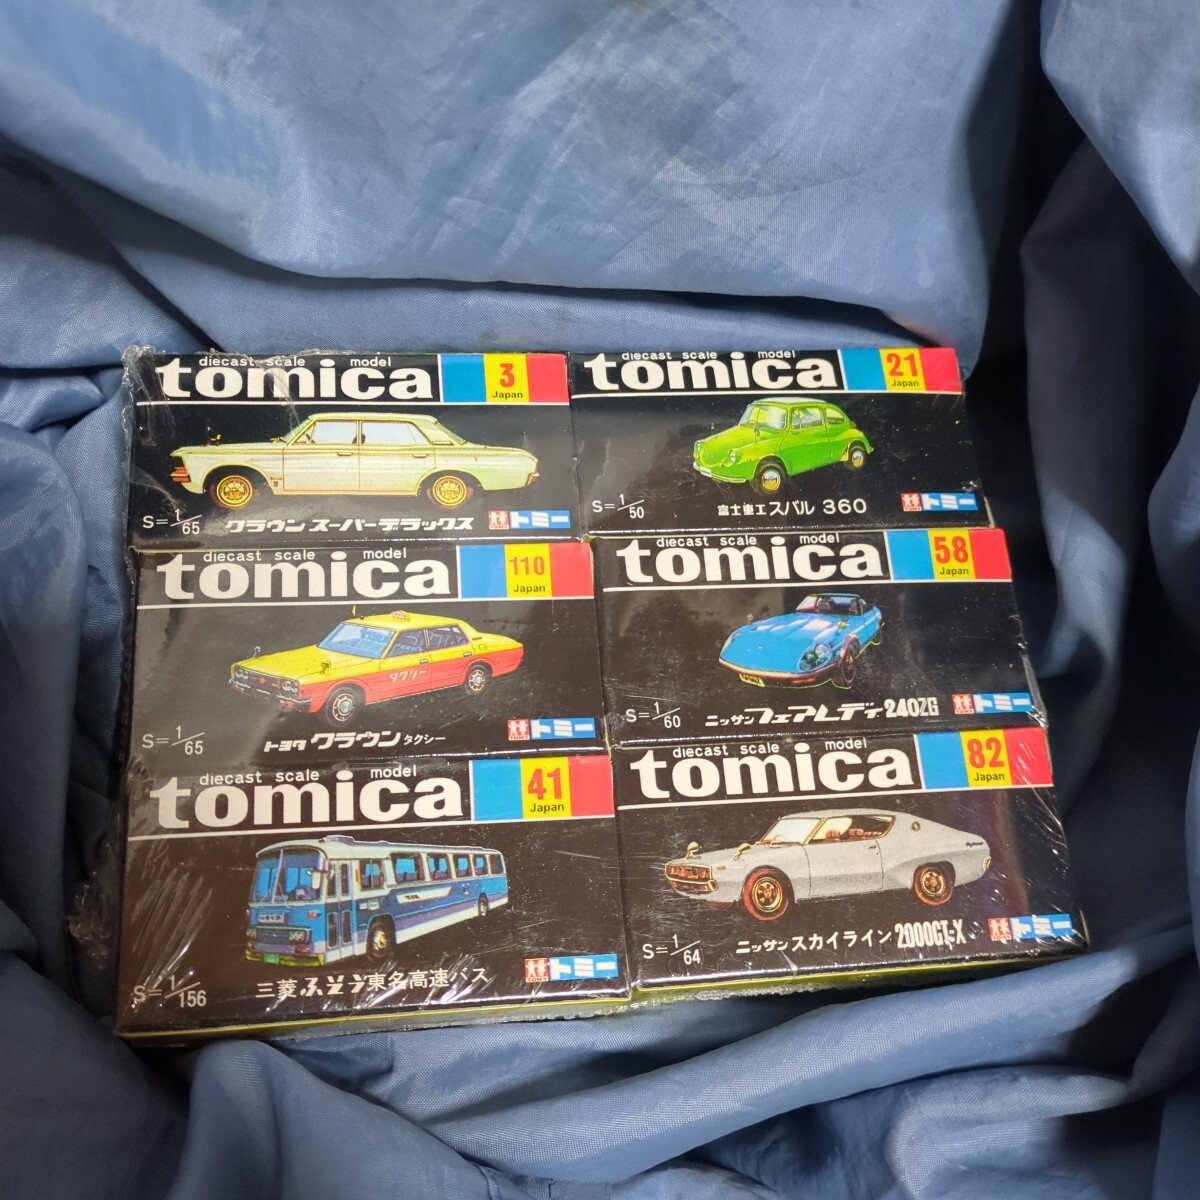 diecast scale model
tomica
3
Japan
S=1/65
クラウン スーパーデラックス
トミー
diecast scale model
tomica
21
Japan
S=1/50
富士重工スバル 360
トミー
diecast scale model
tomica
110
Japan
タクシー
S=1/65
トヨタ クラウン タクシー
トミー
diecast scale model
tomica
58
Japan
S=1/60
ニッサン フェアレディ 240ZG
トミー
diecast scale model
tomica
41
Japan
S=1/156
三菱ふそう東名高速バス
トミー
diecast scale model
tomica
82
Japan
S=1/64
ニッサンスカイライン 2000GT-X
トミー